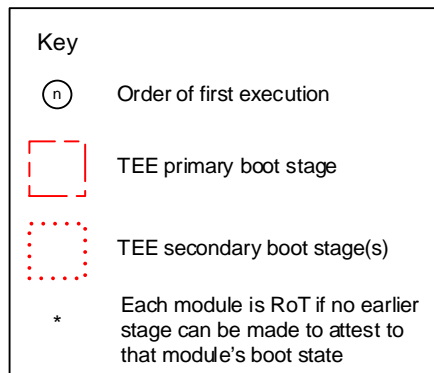 Key
n Order of first execution
TEE primary boot stage
TEE secondary boot stage(s)
Each module is RoT if no earlier
* stage can be made to attest to
that module's boot state